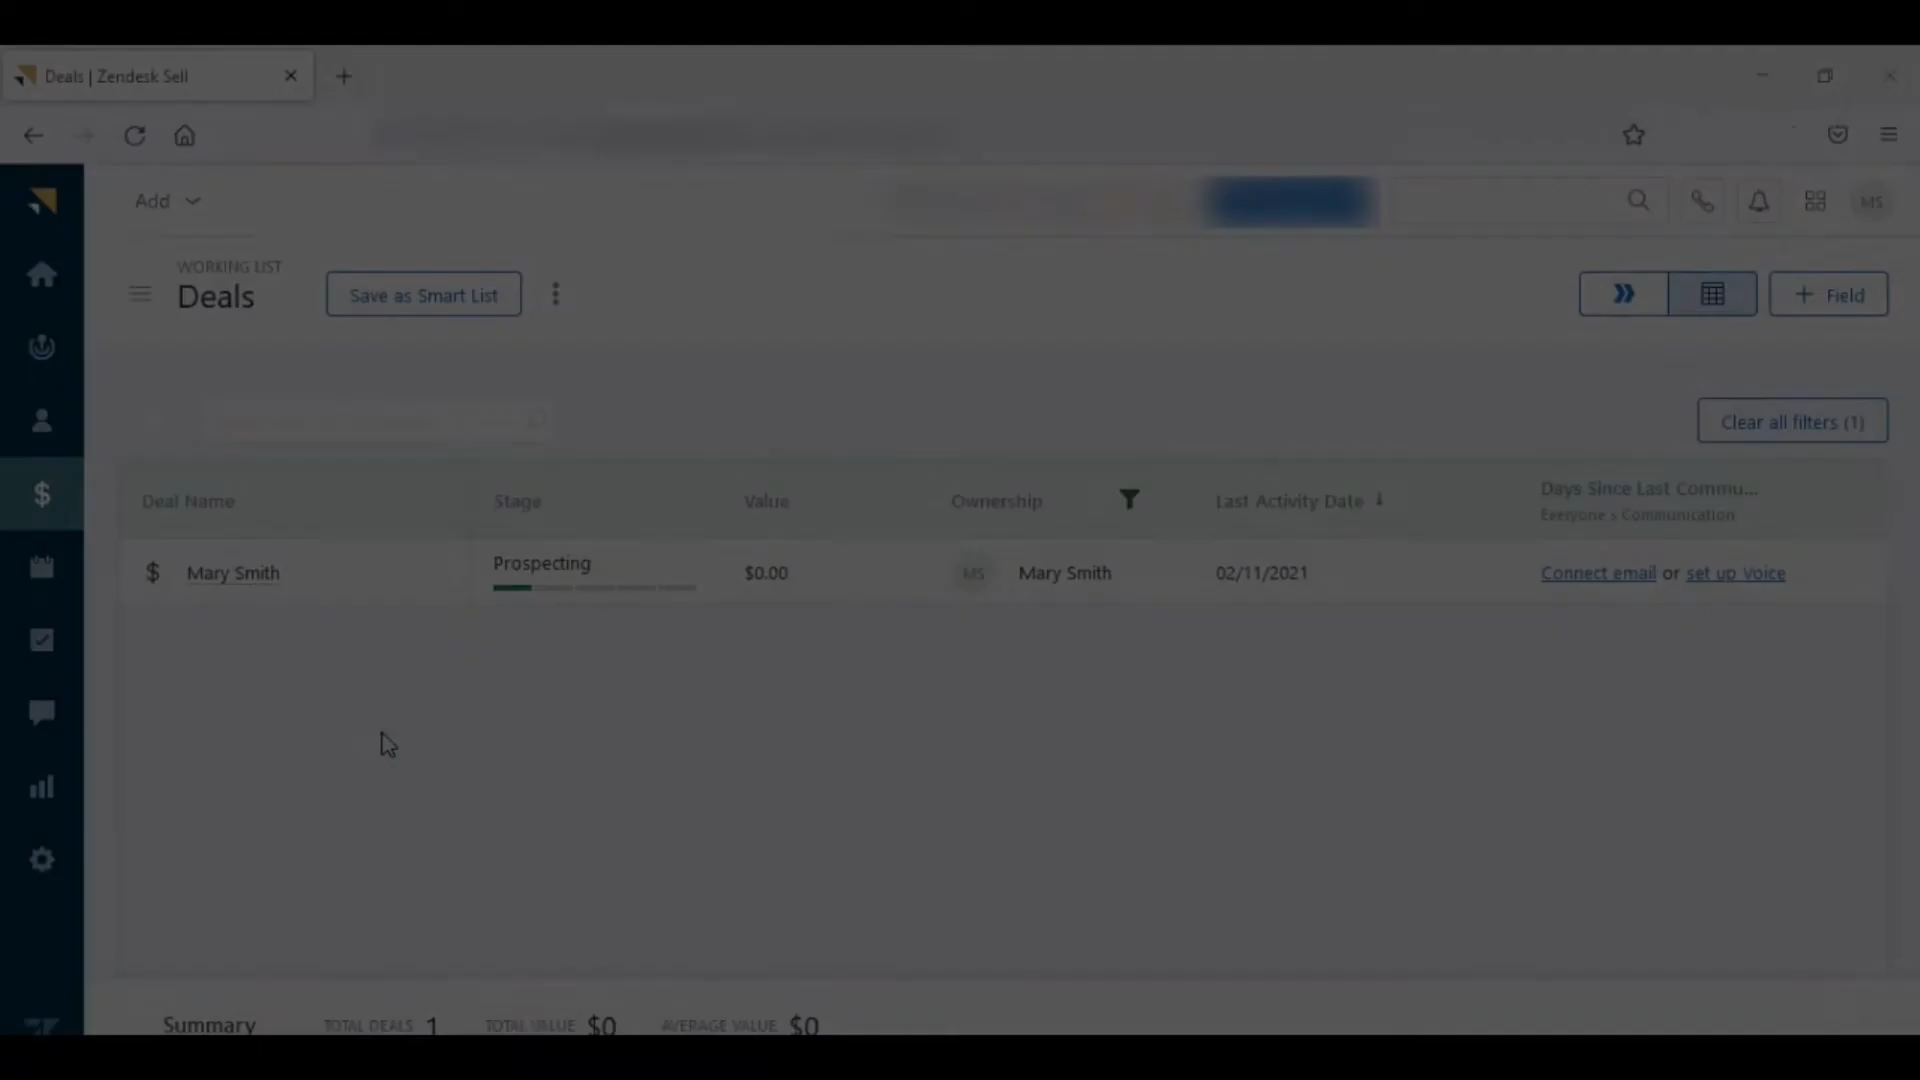 Deals | Zendesk Sell
Add
MS
WORKING LIST
Deals
Save as Smart List
+ Field
Clear all filters (1)
Deal Name Stage Value Ownership Last Activity Date ↓ Days Since Last Commu...
Everyone > Communication
$ Mary Smith Prospecting $0.00 MS Mary Smith 02/11/2021 Connect email or set up Voice
Summary TOTAL DEALS 1 TOTAL VALUE $0 AVERAGE VALUE $0